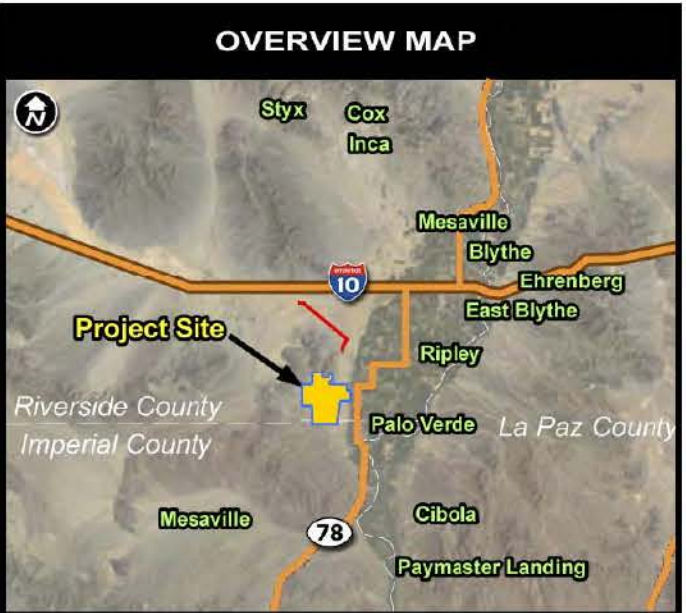 OVERVIEW MAP
N
Styx
Cox
Inca
Mesaville
Blythe
INTERSTATE
10
Ehrenberg
East Blythe
Project Site
Ripley
Riverside County
Palo Verde
La Paz County
Imperial County
Mesaville
Cibola
78
Paymaster Landing